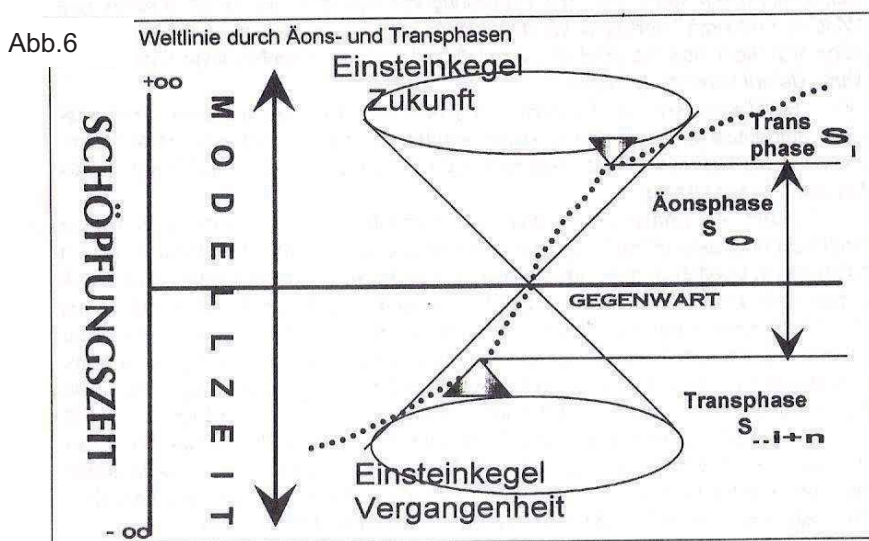 Abb.6
Weltlinie durch Äons- und Transphasen
+oo
SCHÖPFUNGSZEIT
- oo
MODELLZEIT
Einsteinkegel
Zukunft
Trans
phase S i
Äonsphase
S o
GEGENWART
Transphase
S ..i+n
Einsteinkegel
Vergangenheit